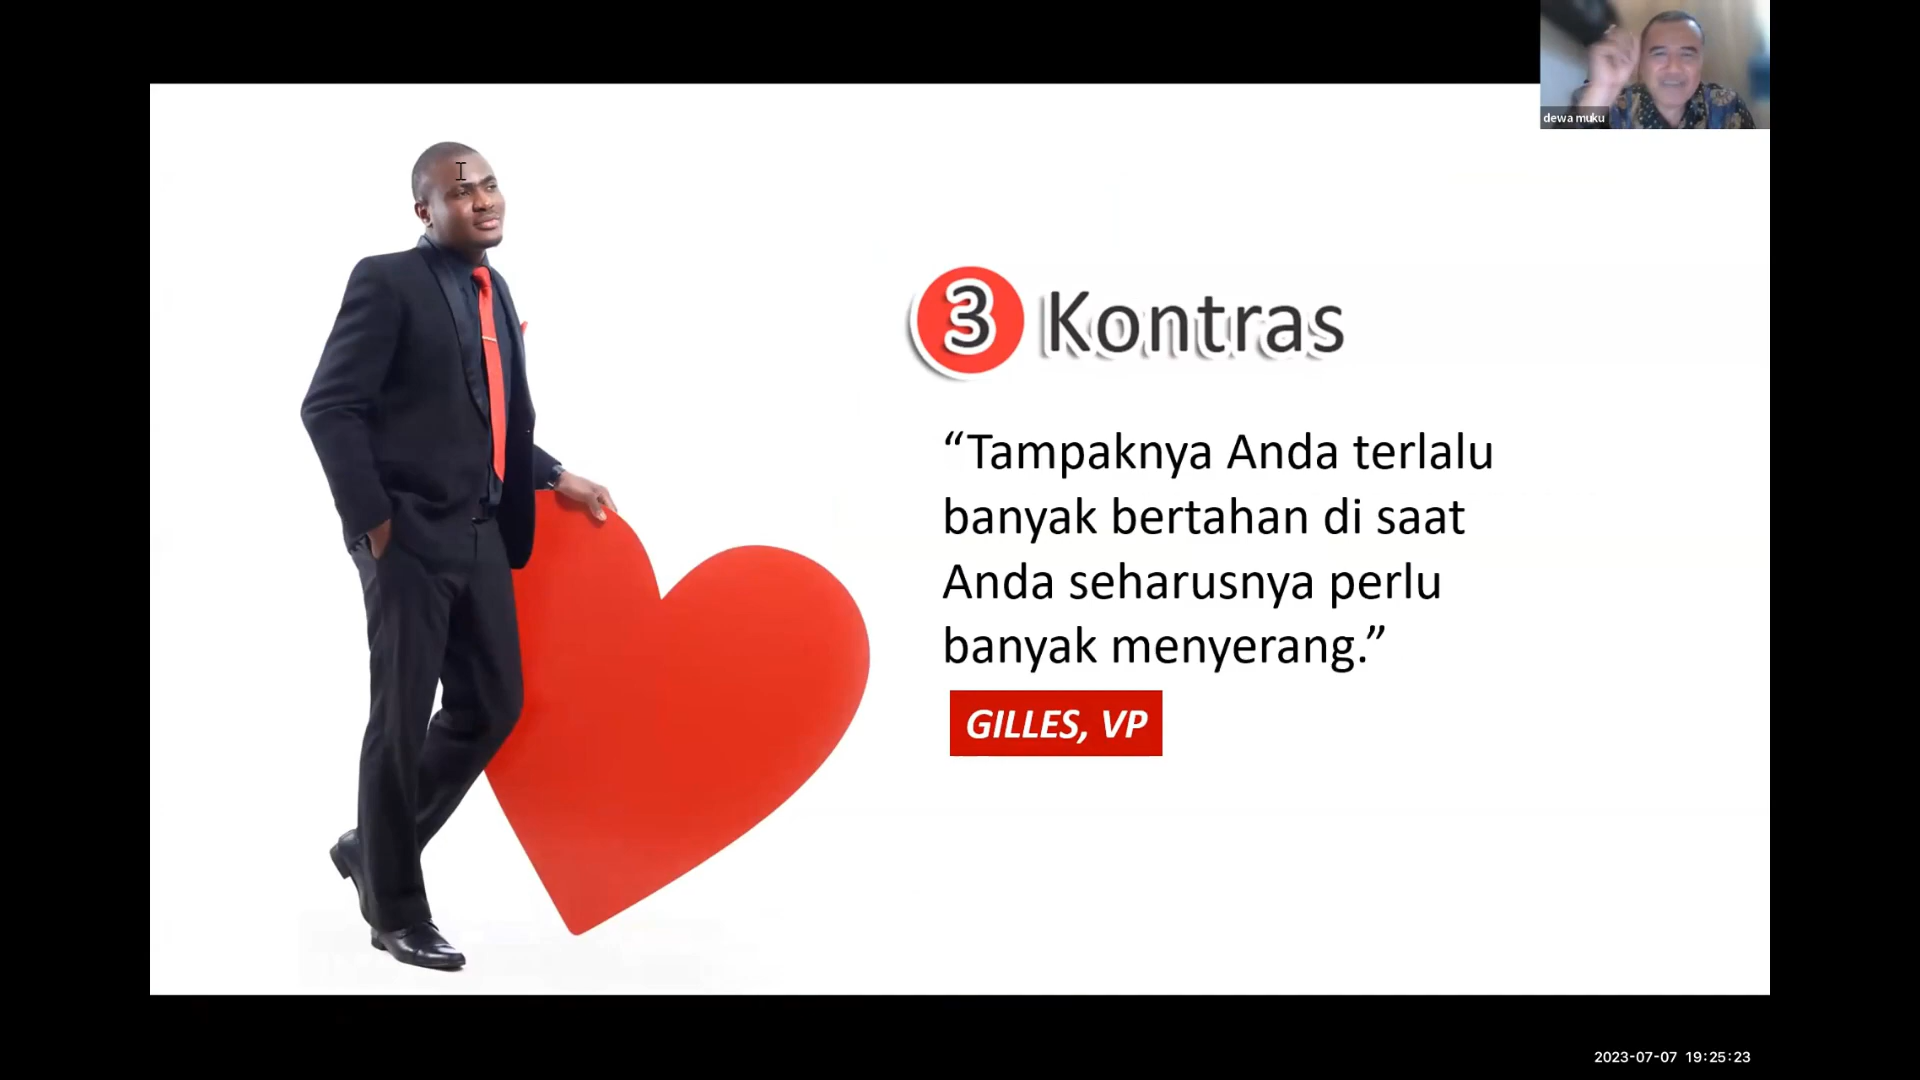 dewa muku
3 Kontras
“Tampaknya Anda terlalu
banyak bertahan di saat
Anda seharusnya perlu
banyak menyerang.”
GILLES, VP
2023-07-07 19:25:23